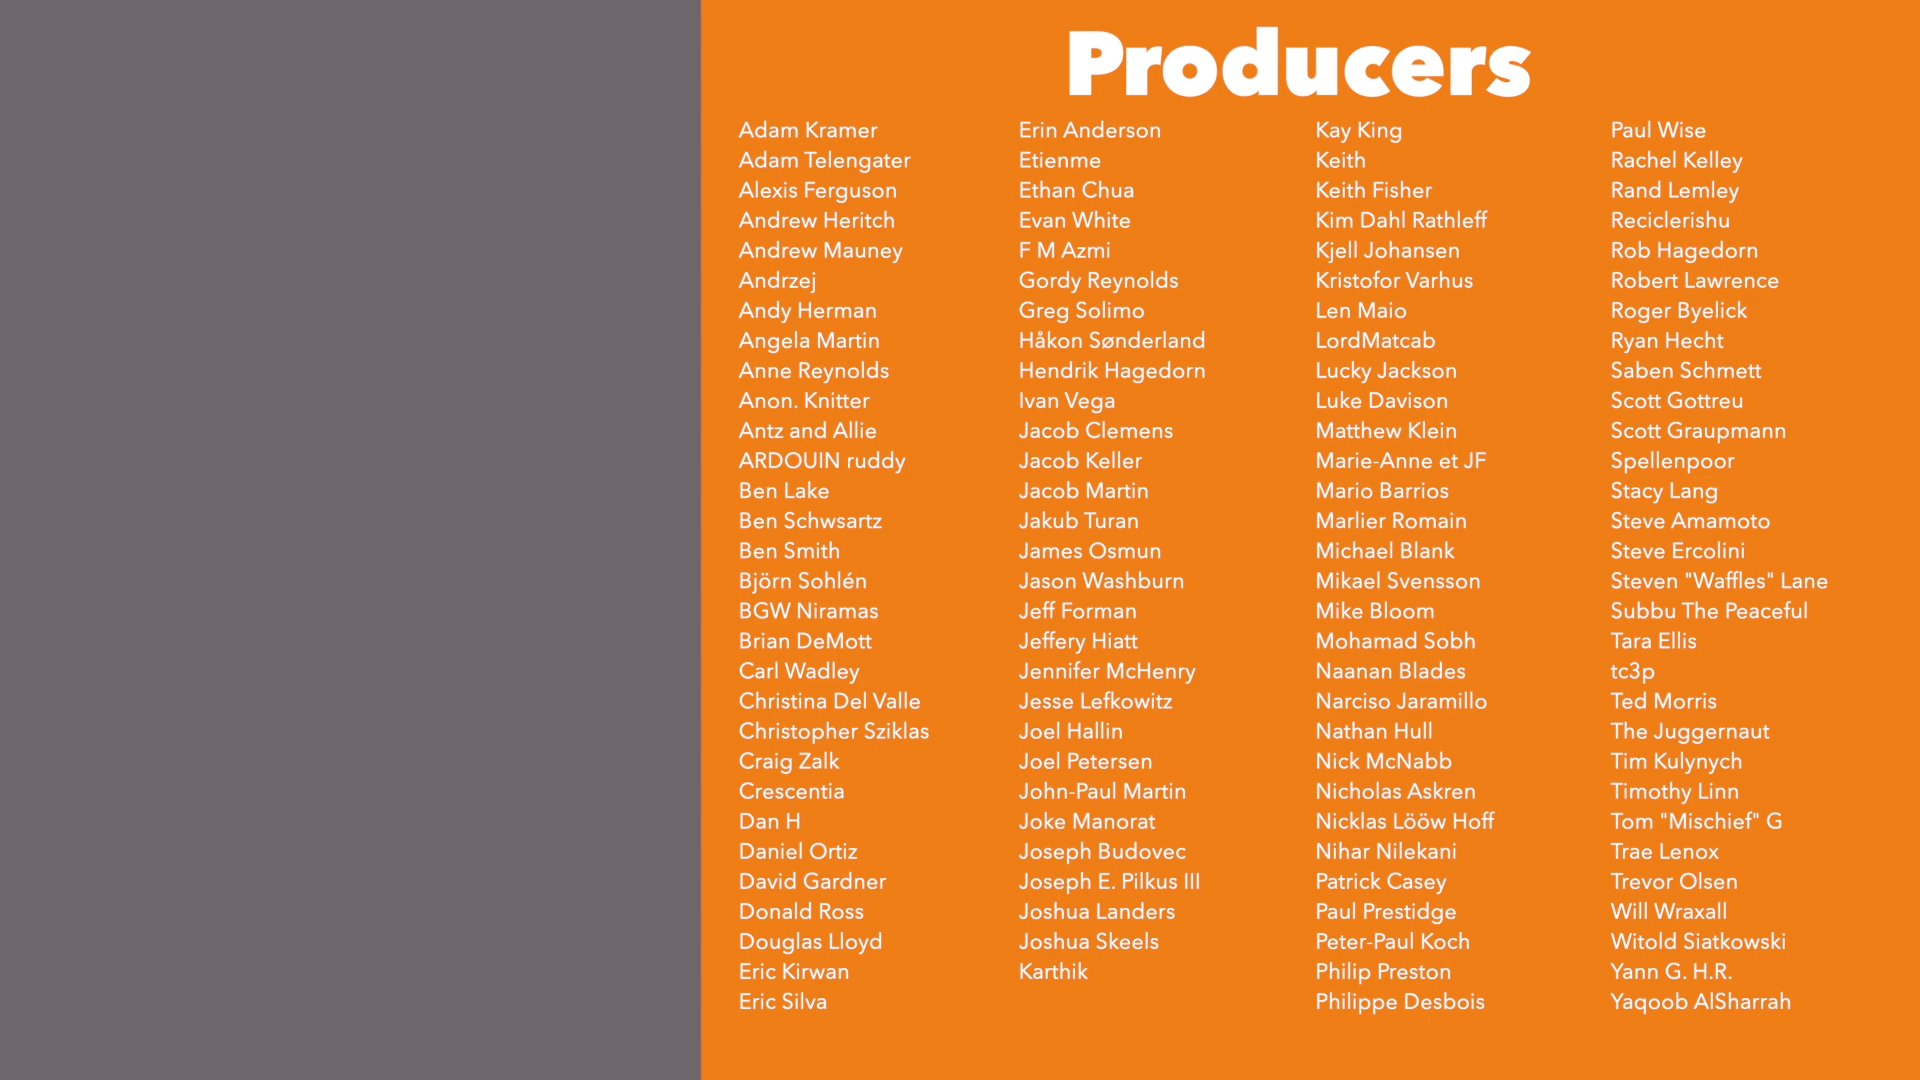 Producers
Adam Kramer
Adam Telengater
Alexis Ferguson
Andrew Heritch
Andrew Mauney
Andrzej
Andy Herman
Angela Martin
Anne Reynolds
Anon. Knitter
Antz and Allie
ARDOUIN ruddy
Ben Lake
Ben Schwsartz
Ben Smith
Björn Sohlén
BGW Niramas
Brian DeMott
Carl Wadley
Christina Del Valle
Christopher Sziklas
Craig Zalk
Crescentia
Dan H
Daniel Ortiz
David Gardner
Donald Ross
Douglas Lloyd
Eric Kirwan
Eric Silva
Erin Anderson
Etienme
Ethan Chua
Evan White
F M Azmi
Gordy Reynolds
Greg Solimo
Håkon Sønderland
Hendrik Hagedorn
Ivan Vega
Jacob Clemens
Jacob Keller
Jacob Martin
Jakub Turan
James Osmun
Jason Washburn
Jeff Forman
Jeffery Hiatt
Jennifer McHenry
Jesse Lefkowitz
Joel Hallin
Joel Petersen
John-Paul Martin
Joke Manorat
Joseph Budovec
Joseph E. Pilkus III
Joshua Landers
Joshua Skeels
Karthik
Kay King
Keith
Keith Fisher
Kim Dahl Rathleff
Kjell Johansen
Kristofor Varhus
Len Maio
LordMatcab
Lucky Jackson
Luke Davison
Matthew Klein
Marie-Anne et JF
Mario Barrios
Marlier Romain
Michael Blank
Mikael Svensson
Mike Bloom
Mohamad Sobh
Naanan Blades
Narciso Jaramillo
Nathan Hull
Nick McNabb
Nicholas Askren
Nicklas Lööw Hoff
Nihar Nilekani
Patrick Casey
Paul Prestidge
Peter-Paul Koch
Philip Preston
Philippe Desbois
Paul Wise
Rachel Kelley
Rand Lemley
Reciclerishu
Rob Hagedorn
Robert Lawrence
Roger Byelick
Ryan Hecht
Saben Schmett
Scott Gottreu
Scott Graupmann
Spellenpoor
Stacy Lang
Steve Amamoto
Steve Ercolini
Steven "Waffles" Lane
Subbu The Peaceful
Tara Ellis
tc3p
Ted Morris
The Juggernaut
Tim Kulynych
Timothy Linn
Tom "Mischief" G
Trae Lenox
Trevor Olsen
Will Wraxall
Witold Siatkowski
Yann G. H.R.
Yaqoob AlSharrah